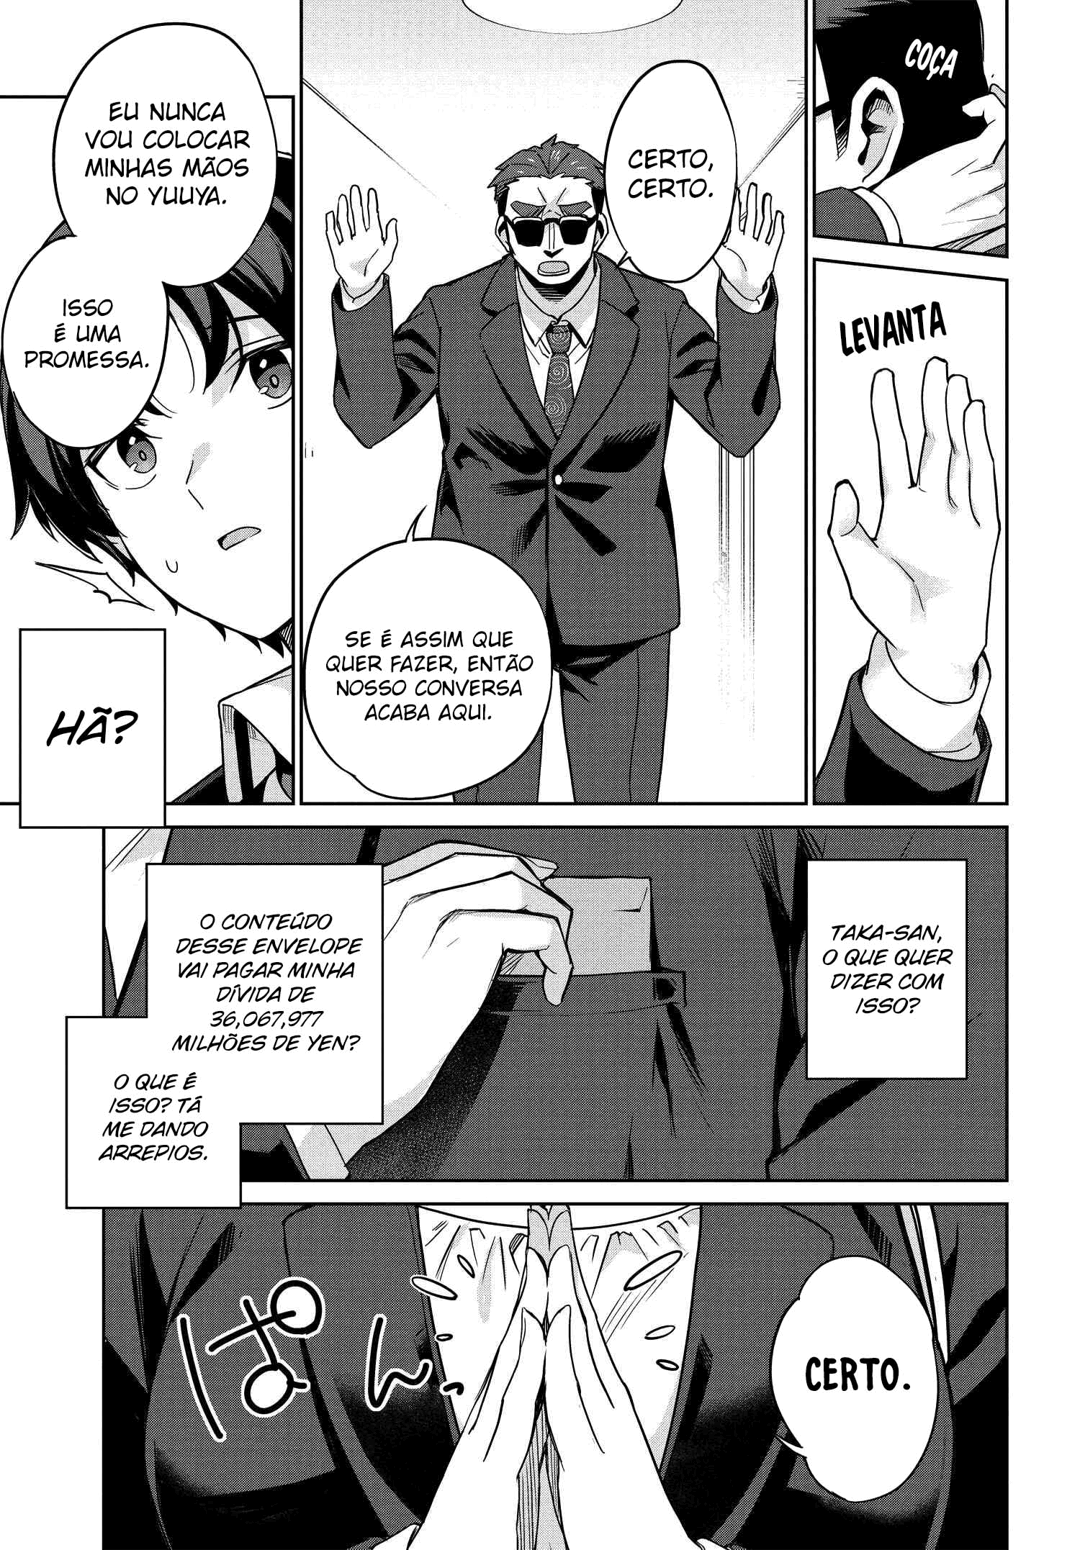 COÇA
LEVANTA
CERTO,
CERTO.
SE É ASSIM QUE
QUER FAZER, ENTÃO
NOSSO CONVERSA
ACABA AQUI.
EU NUNCA
VOU COLOCAR
MINHAS MÃOS
NO YUUYA.
ISSO
É UMA
PROMESSA.
HÃ?
TAKA-SAN,
O QUE QUER
DIZER COM
ISSO?
O CONTEÚDO
DESSE ENVELOPE
VAI PAGAR MINHA
DÍVIDA DE
36,067,977
MILHÕES DE YEN?
O QUE É
ISSO? TÁ
ME DANDO
ARREPIOS.
CERTO.
ぱん